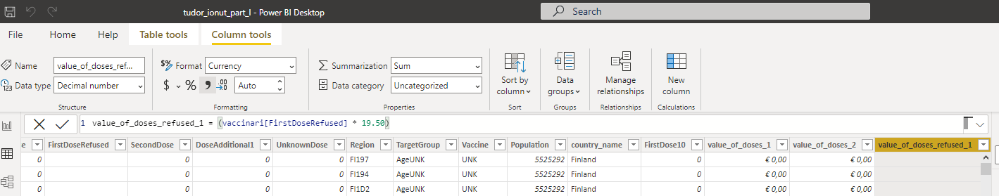 tudor_ionut_part_I - Power BI Desktop
Search
File Home Help Table tools Column tools
Name value_of_doses_ref...
Data type Decimal number
Structure
Format Currency
$ % , .00 →0 Auto
Formatting
Summarization Sum
Data category Uncategorized
Properties
Sort by
column
Sort
Data
groups
Groups
Manage
relationships
Relationships
New
column
Calculations
1 value_of_doses_refused_1 = (vaccinari[FirstDoseRefused] * 19.50)
e FirstDoseRefused SecondDose DoseAdditional1 UnknownDose Region TargetGroup Vaccine Population country_name FirstDose10 value_of_doses_1 value_of_doses_2 value_of_doses_refused_1
0 0 0 0 FI197 AgeUNK UNK 5525292 Finland 0 € 0,00 € 0,00
0 0 0 0 FI194 AgeUNK UNK 5525292 Finland 0 € 0,00 € 0,00
0 0 0 0 FI1D2 AgeUNK UNK 5525292 Finland 0 € 0,00 € 0,00